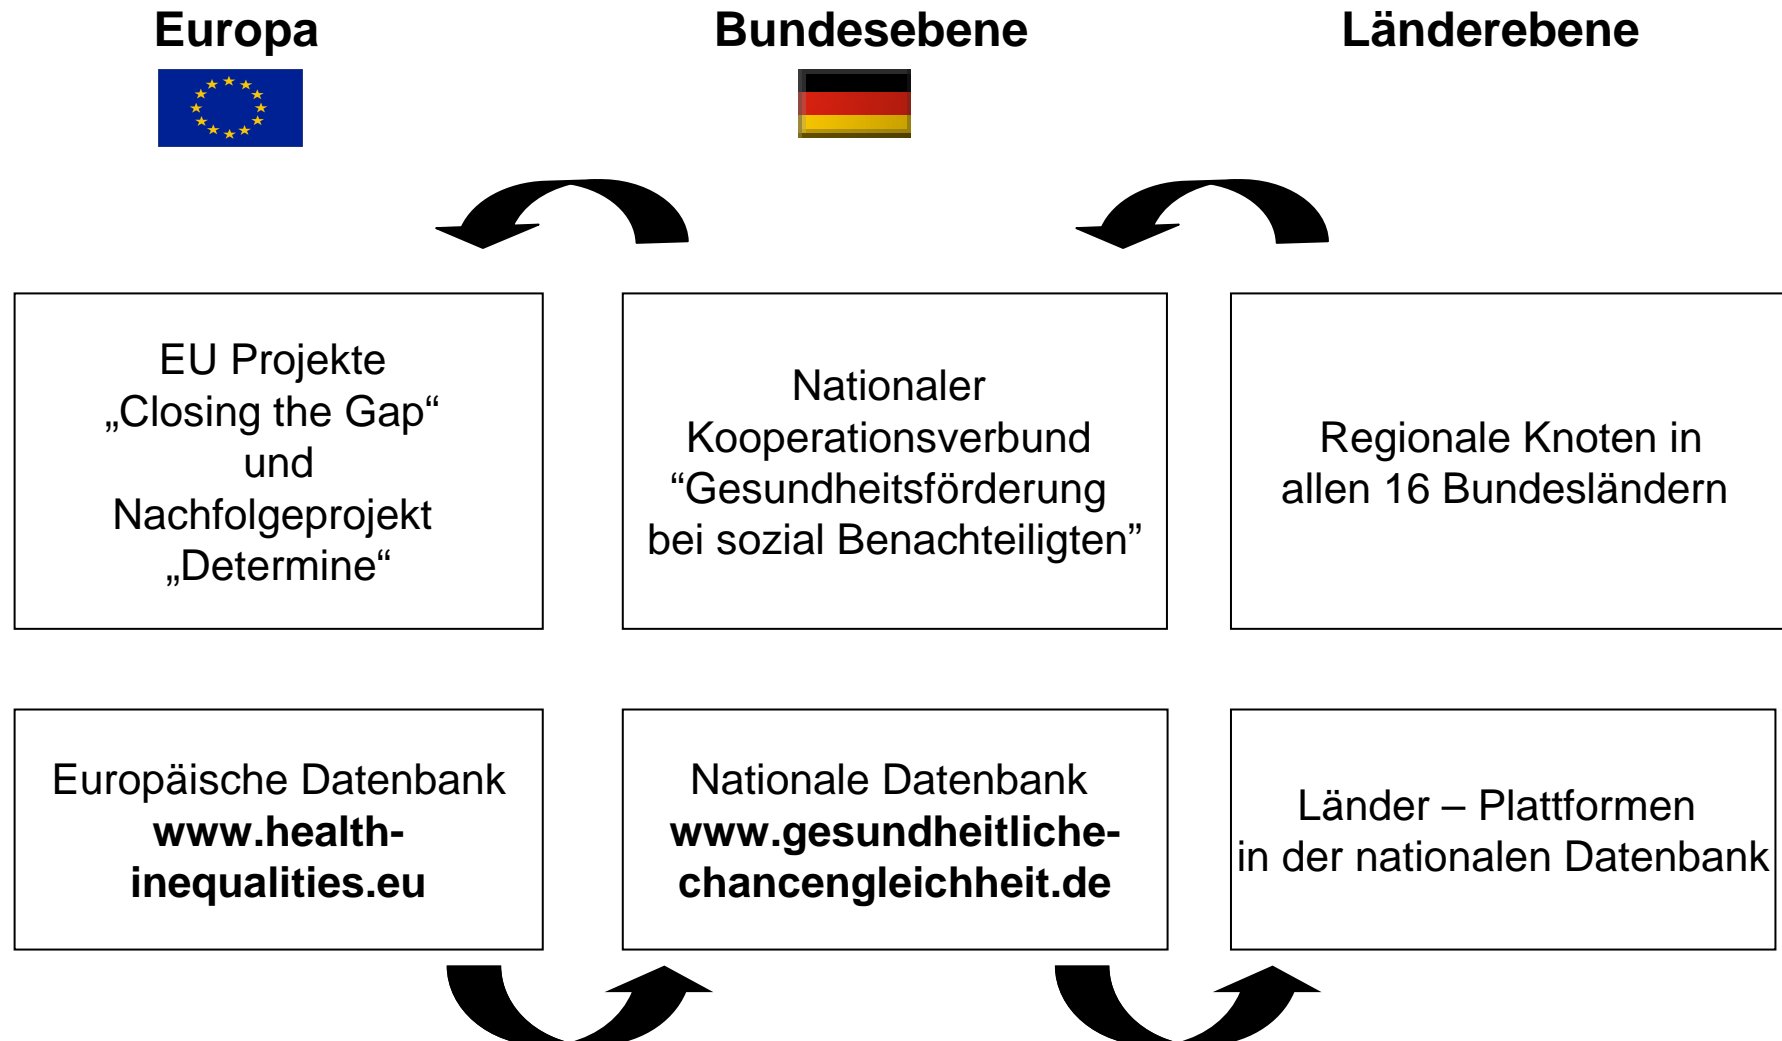 Europa
Bundesebene
Länderebene
EU Projekte
„Closing the Gap“
und
Nachfolgeprojekt
„Determine“
Nationaler
Kooperationsverbund
“Gesundheitsförderung
bei sozial Benachteiligten”
Regionale Knoten in
allen 16 Bundesländern
Europäische Datenbank
www.health-
inequalities.eu
Nationale Datenbank
www.gesundheitliche-
chancengleichheit.de
Länder – Plattformen
in der nationalen Datenbank